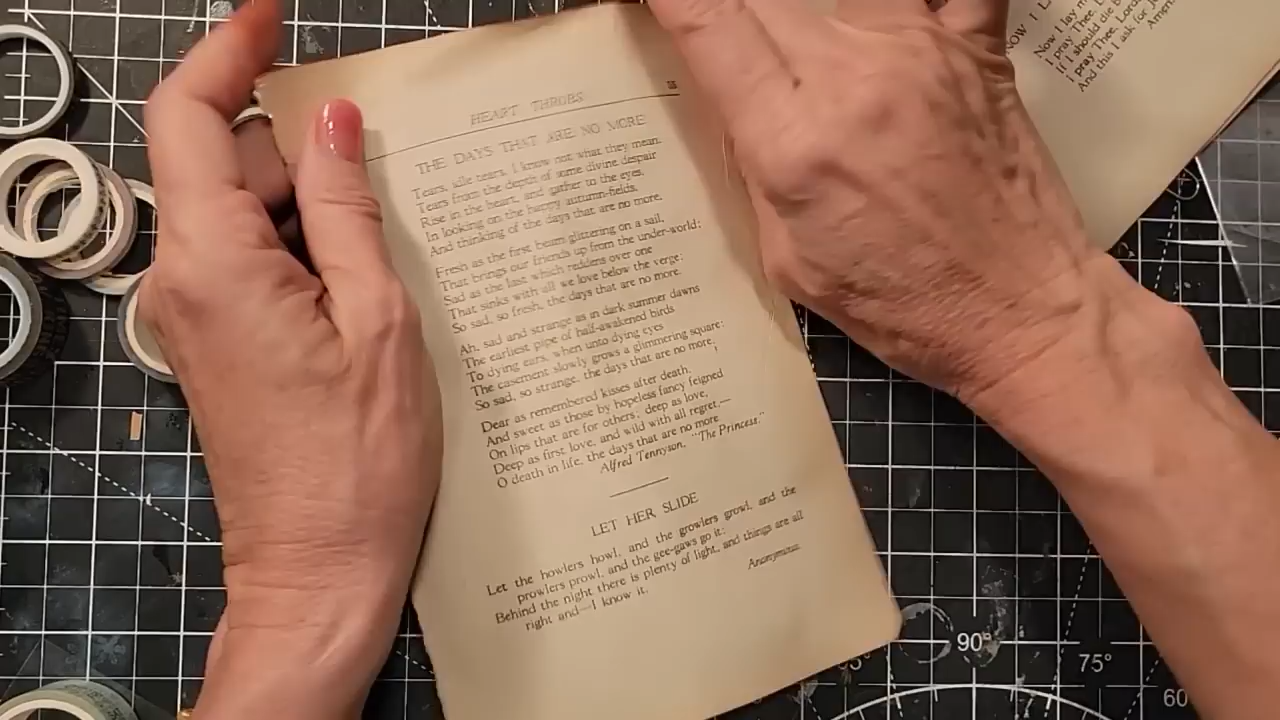 HEART THROBS
THE DAYS THAT ARE NO MORE
Tears, idle tears, I know not what they mean.
Tears from the depth of some divine despair
Rise in the heart, and gather to the eyes,
In looking on the happy autumn-fields,
And thinking of the days that are no more.
Fresh as the first beam glittering on a sail,
That brings our friends up from the under-world;
Sad as the last which reddens over one
That sinks with all we love below the verge;
So sad, so fresh, the days that are no more.
Ah, sad and strange as in dark summer dawns
The earliest pipe of half-awakened birds
To dying ears, when unto dying eyes
The casement slowly grows a glimmering square:
So sad, so strange, the days that are no more.
Dear as remembered kisses after death,
And sweet as those by hopeless fancy feigned
On lips that are for others; deep as love,
Deep as first love, and wild with all regret,—
O death in life, the days that are no more
Alfred Tennyson, "The Princess."
LET HER SLIDE
Let the howlers howl, and the growlers growl, and the
prowlers prowl, and the gee-gaws go it;
Behind the night there is plenty of light, and things are all
right and—I know it.
Anonymous.
NOW I LA
Now I lay m
I pray Thee, L
If I should die B
I pray Thee, Lord
And this I ask for J
Amen.
90°
75°
60